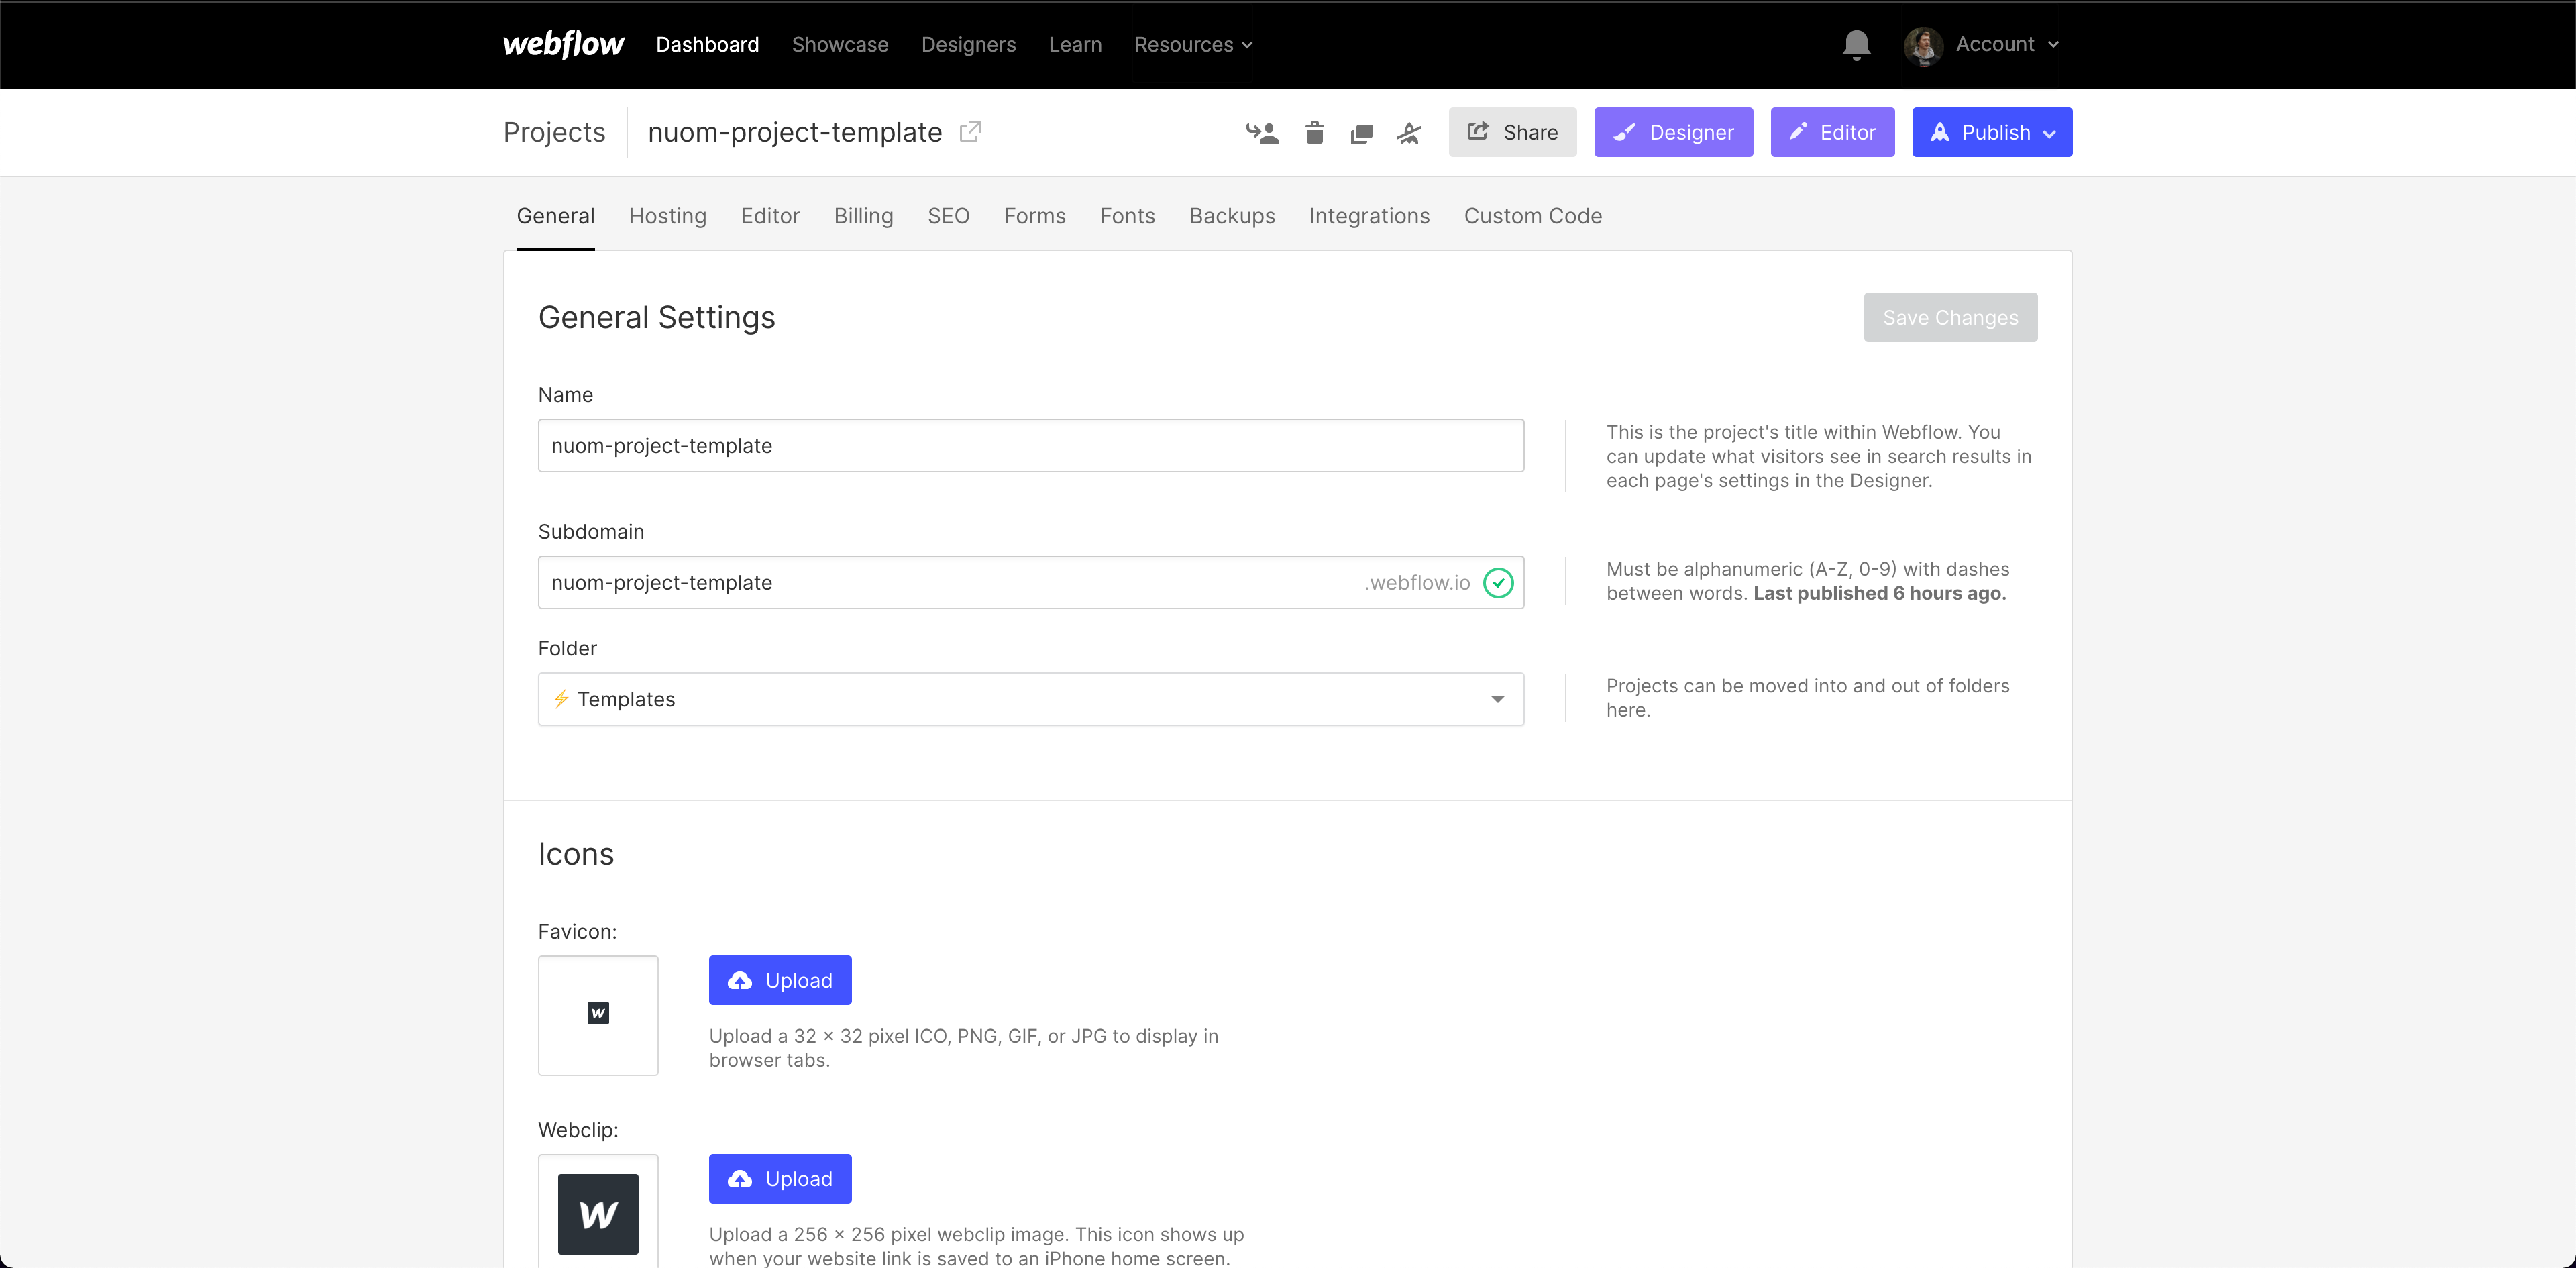 webflow Dashboard Showcase Designers Learn Resources Account
Projects nuom-project-template Share Designer Editor Publish
General Hosting Editor Billing SEO Forms Fonts Backups Integrations Custom Code
General Settings Save Changes
Name
nuom-project-template
This is the project's title within Webflow. You
can update what visitors see in search results in
each page's settings in the Designer.
Subdomain
nuom-project-template .webflow.io
Must be alphanumeric (A-Z, 0-9) with dashes
between words. Last published 6 hours ago.
Folder
⚡ Templates
Projects can be moved into and out of folders
here.
Icons
Favicon:
W
Upload
Upload a 32 × 32 pixel ICO, PNG, GIF, or JPG to display in
browser tabs.
Webclip:
W
Upload
Upload a 256 × 256 pixel webclip image. This icon shows up
when your website link is saved to an iPhone home screen.